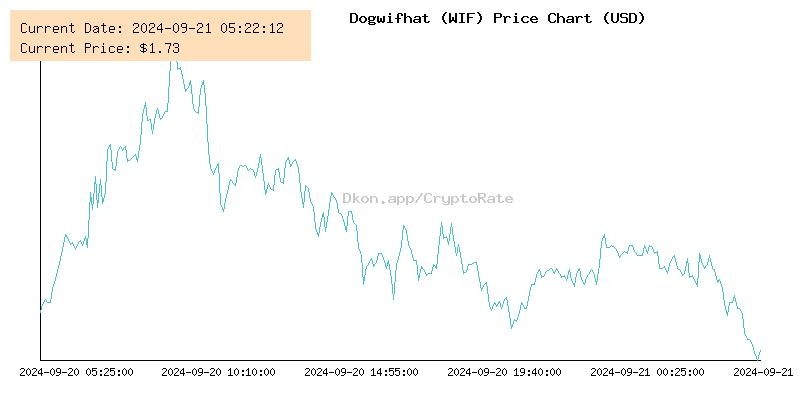 Dogwifhat (WIF) Price Chart (USD)
Current Date: 2024-09-21 05:22:12
Current Price: $1.73
Dkon.app/CryptoRate
2024-09-20 05:25:00
2024-09-20 10:10:00
2024-09-20 14:55:00
2024-09-20 19:40:00
2024-09-21 00:25:00
2024-09-21